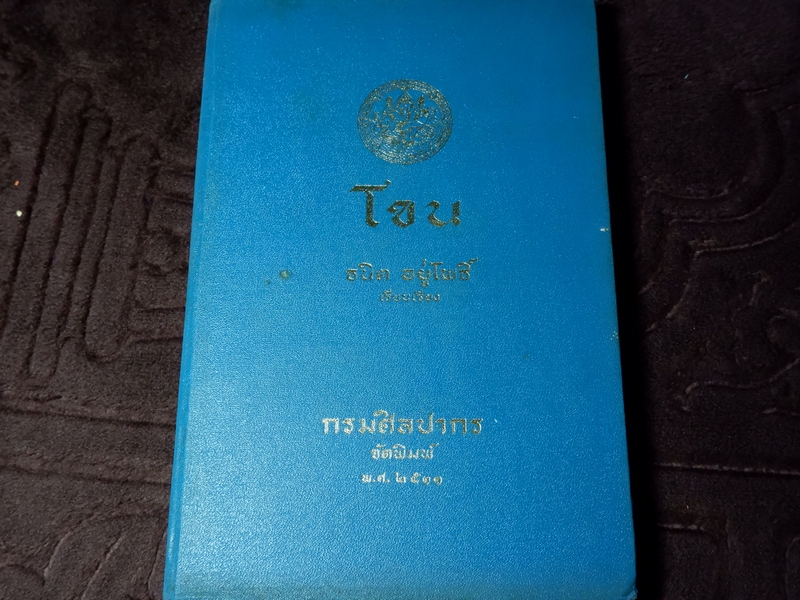 โขน
ธนิต อยู่โพธิ์
เรียบเรียง
กรมศิลปากร
จัดพิมพ์
พ.ศ. ๒๕๑๑